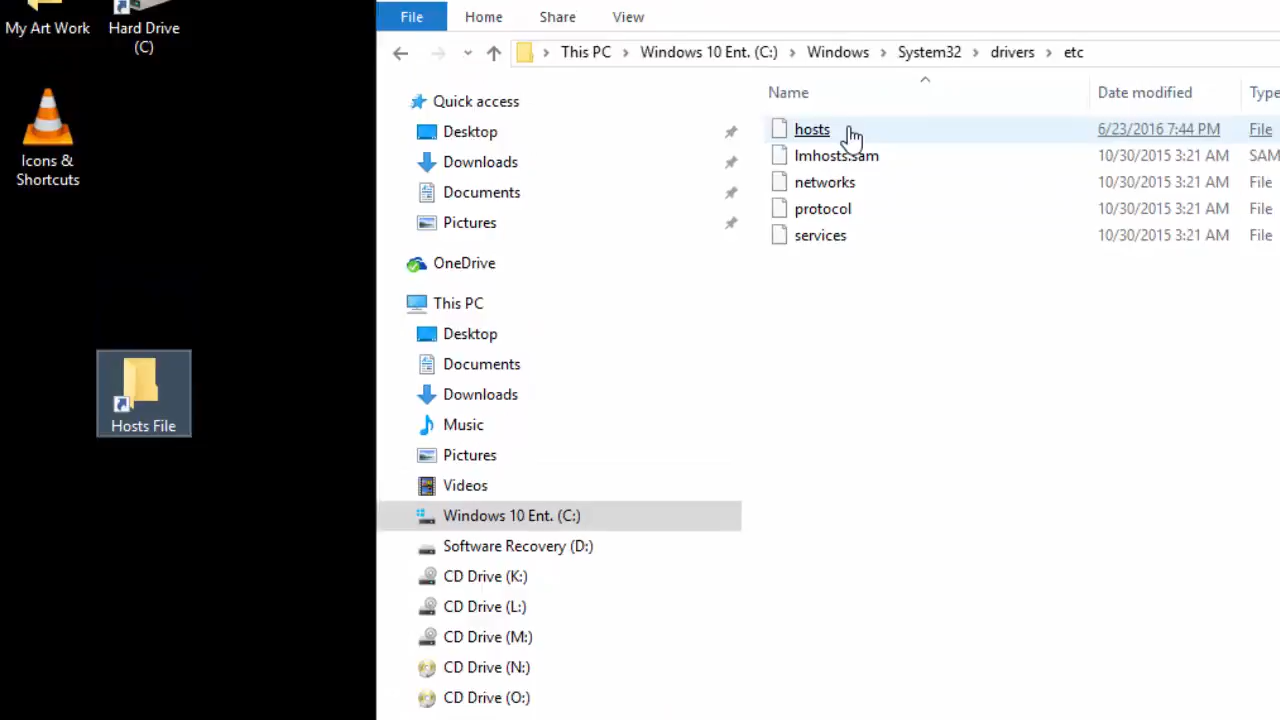 My Art Work
Hard Drive
(C)
Icons &
Shortcuts
Hosts File
File Home Share View
This PC Windows 10 Ent. (C:) Windows System32 drivers etc
Quick access
Desktop
Downloads
Documents
Pictures
OneDrive
This PC
Desktop
Documents
Downloads
Music
Pictures
Videos
Windows 10 Ent. (C:)
Software Recovery (D:)
CD Drive (K:)
CD Drive (L:)
CD Drive (M:)
CD Drive (N:)
CD Drive (O:)
Name Date modified Type
hosts 6/23/2016 7:44 PM File
lmhosts.sam 10/30/2015 3:21 AM SAM
networks 10/30/2015 3:21 AM File
protocol 10/30/2015 3:21 AM File
services 10/30/2015 3:21 AM File